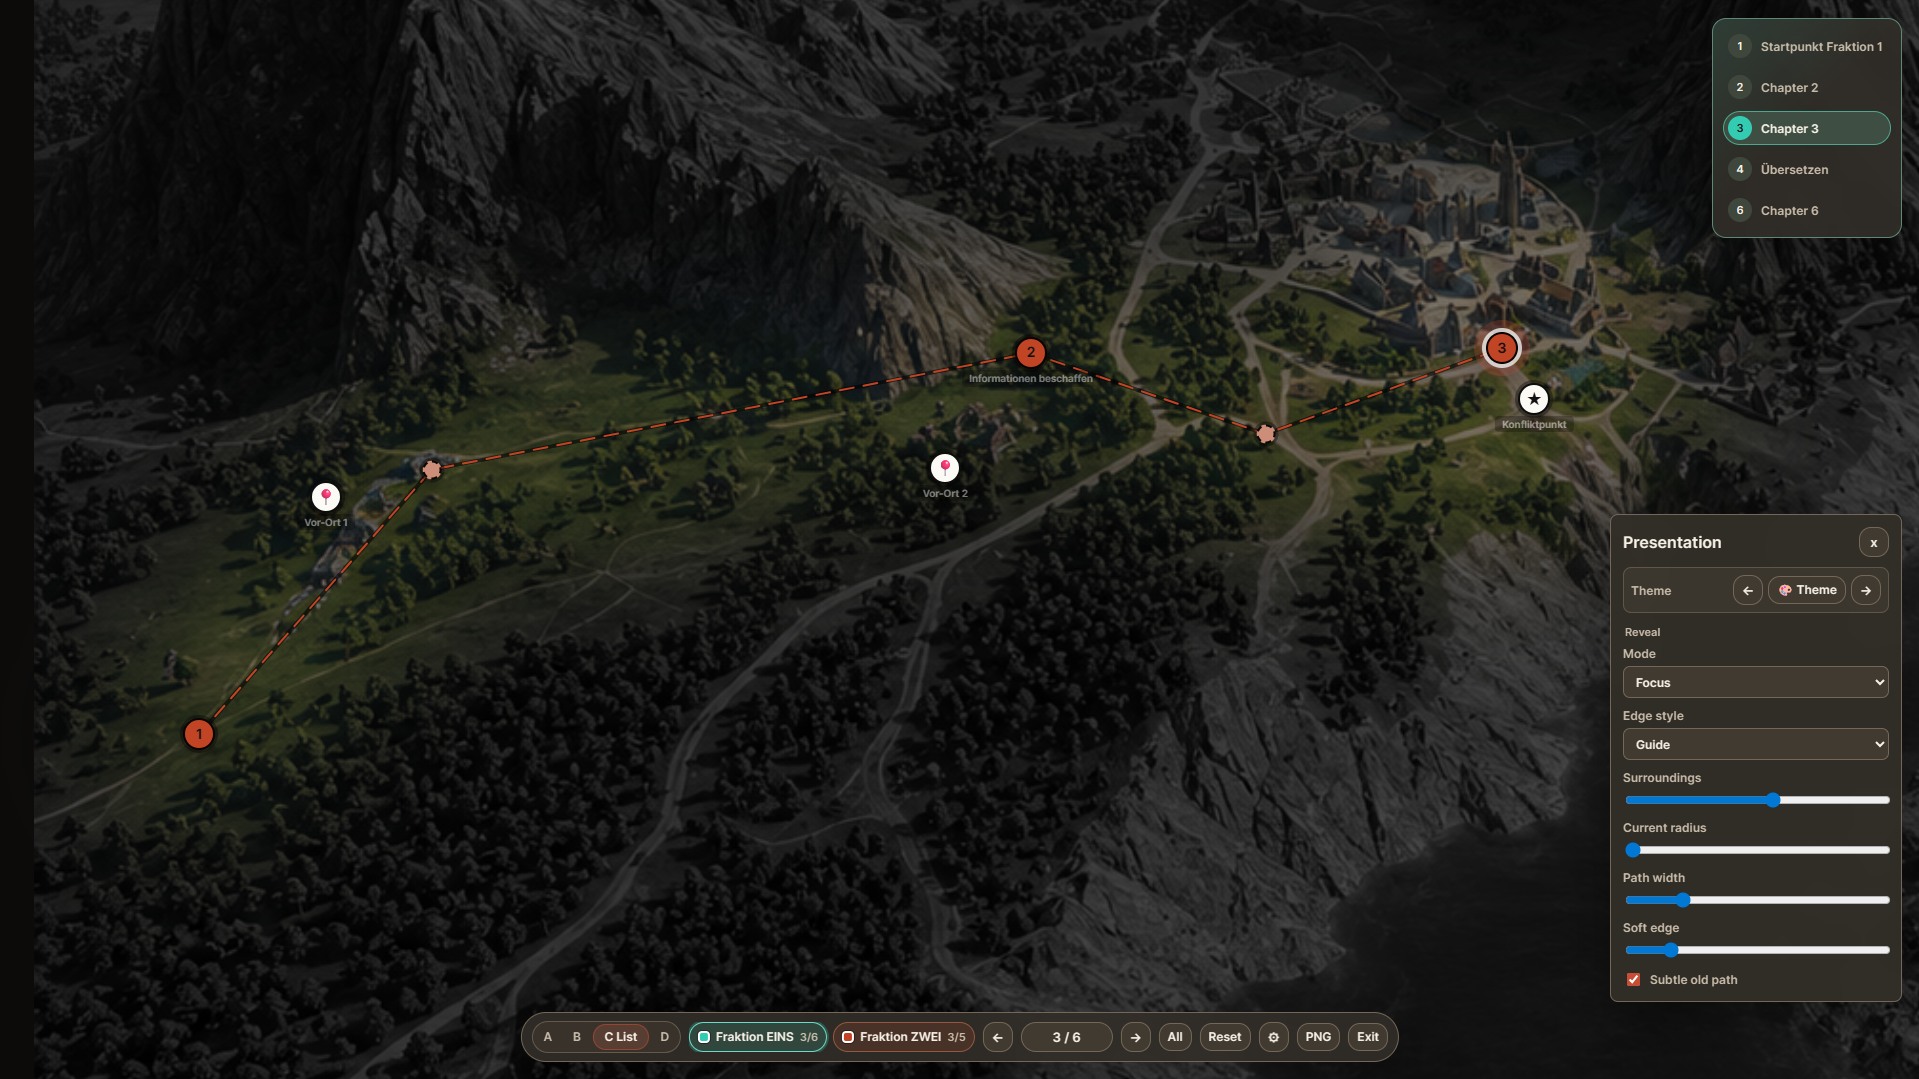 1 Startpunkt Fraktion 1
2 Chapter 2
3 Chapter 3
4 Übersetzen
6 Chapter 6
2
Informationen beschaffen
3
★
Konfliktpunkt
Vor-Ort 1
Vor-Ort 2
1
Presentation x
Theme ← Theme →
Reveal
Mode
Focus
Edge style
Guide
Surroundings
Current radius
Path width
Soft edge
Subtle old path
A B C List D Fraktion EINS 3/6 Fraktion ZWEI 3/5 ← 3 / 6 → All Reset ⚙ PNG Exit